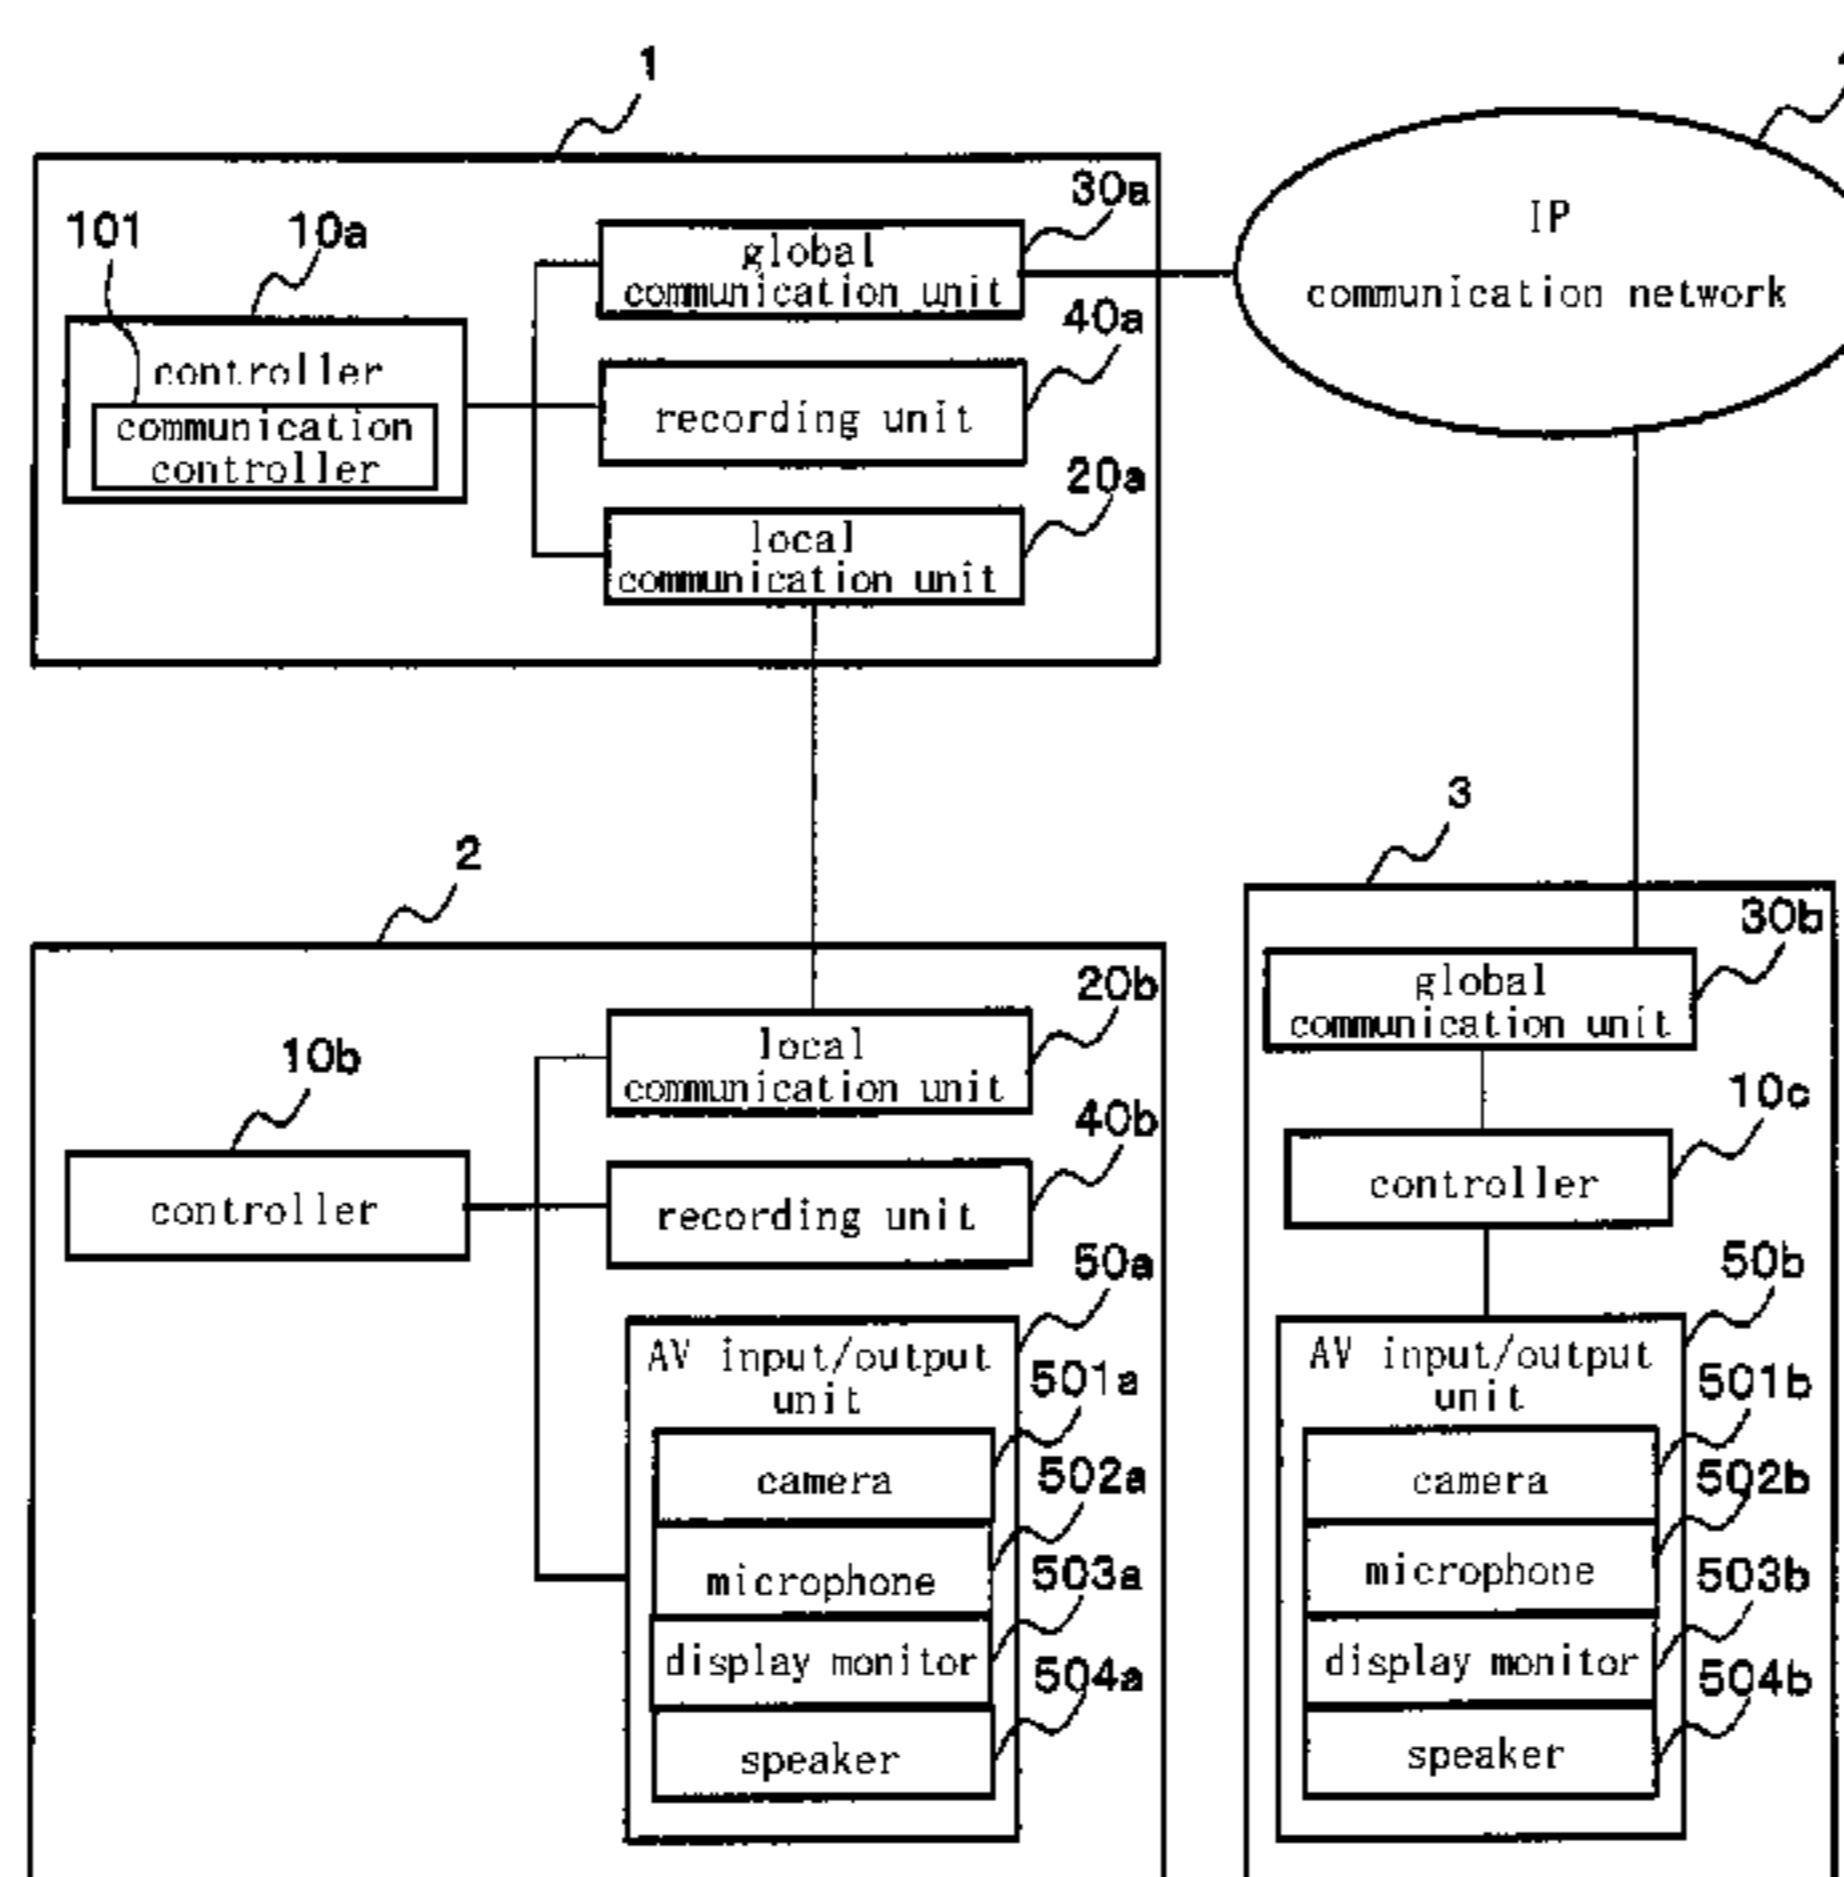 1
4
30a
101
10a
global
communication unit
IP
communication network
40a
controller
recording unit
communication
controller
20a
local
communication unit
3
2
30b
20b
global
communication unit
local
communication unit
10b
10c
40b
controller
controller
recording unit
50a
50b
AV input/output
unit
AV input/output
unit
501a
501b
camera
camera
502a
502b
microphone
microphone
503a
503b
display monitor
display monitor
504a
504b
speaker
speaker